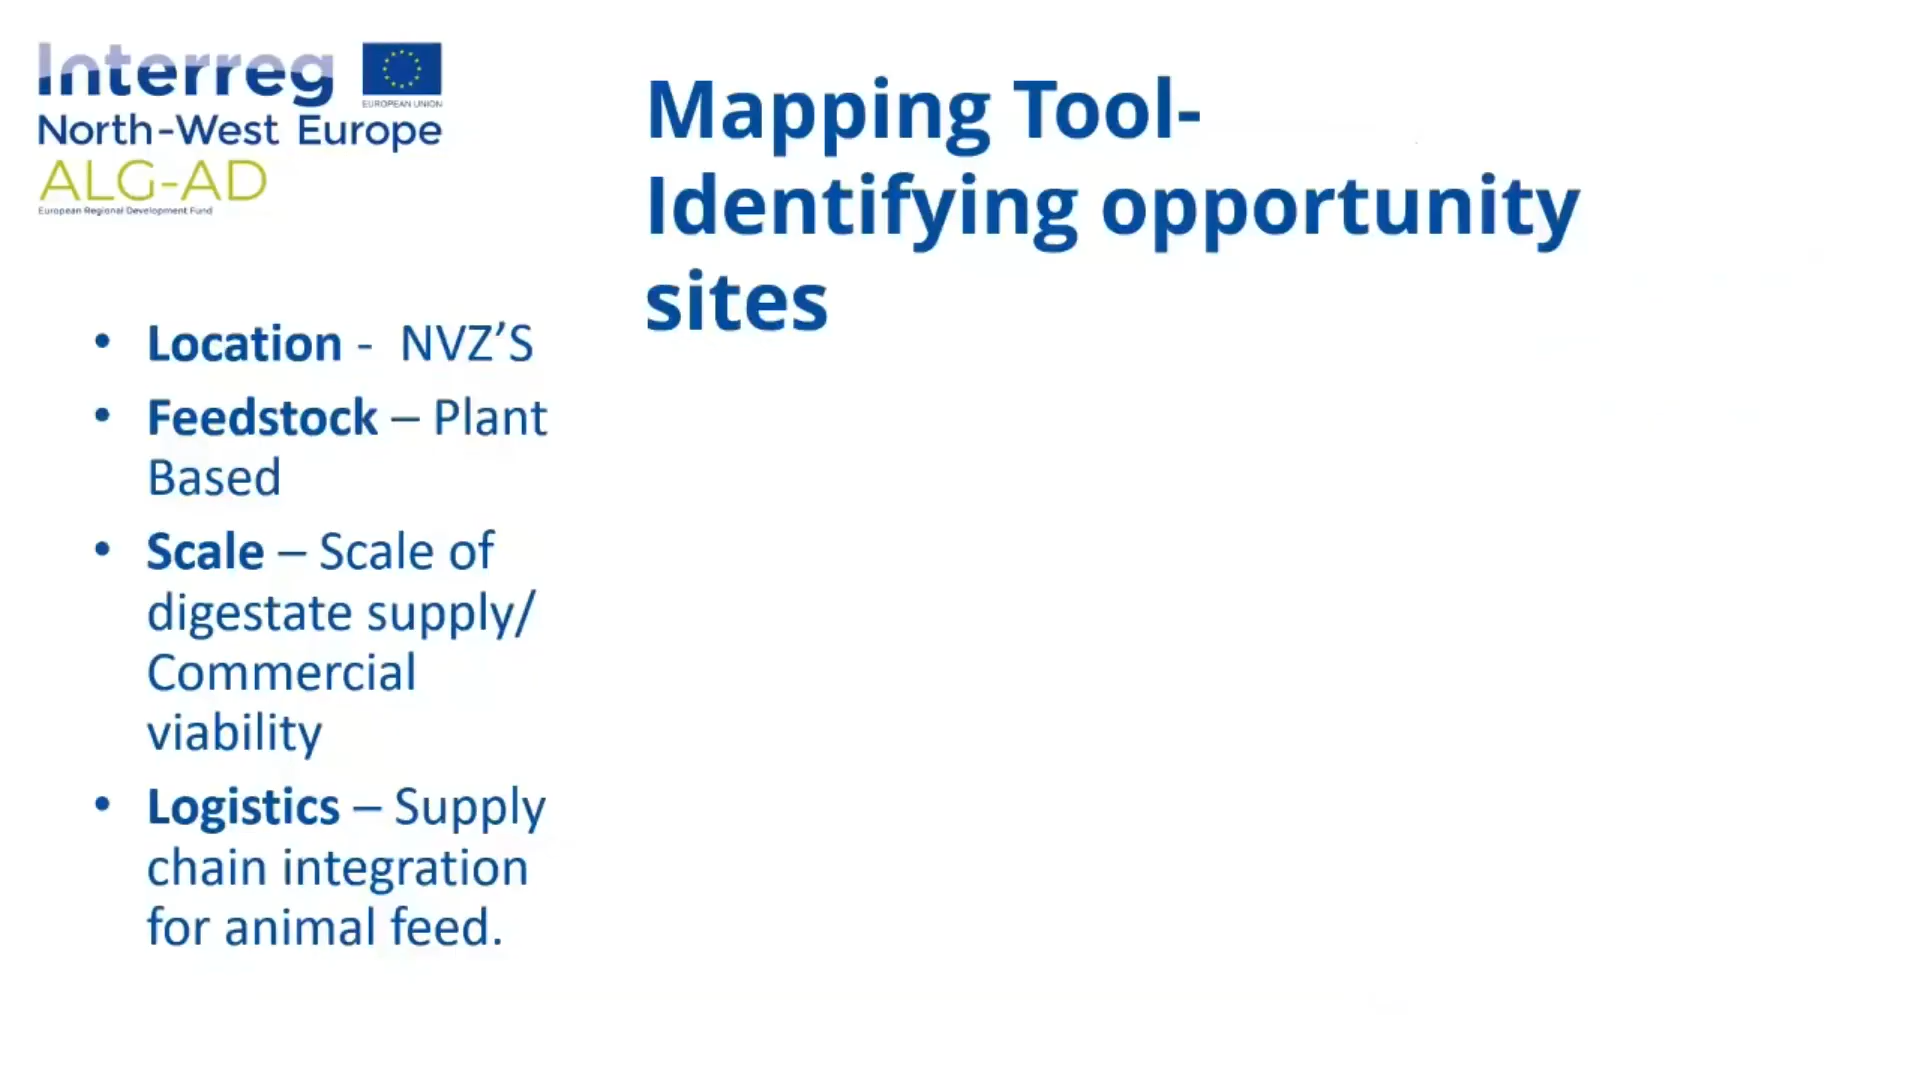 Interreg
EUROPEAN UNION
North-West Europe
ALG-AD
European Regional Development Fund
Mapping Tool-
Identifying opportunity
sites
• Location - NVZ’S
• Feedstock – Plant
Based
• Scale – Scale of
digestate supply/
Commercial
viability
• Logistics – Supply
chain integration
for animal feed.